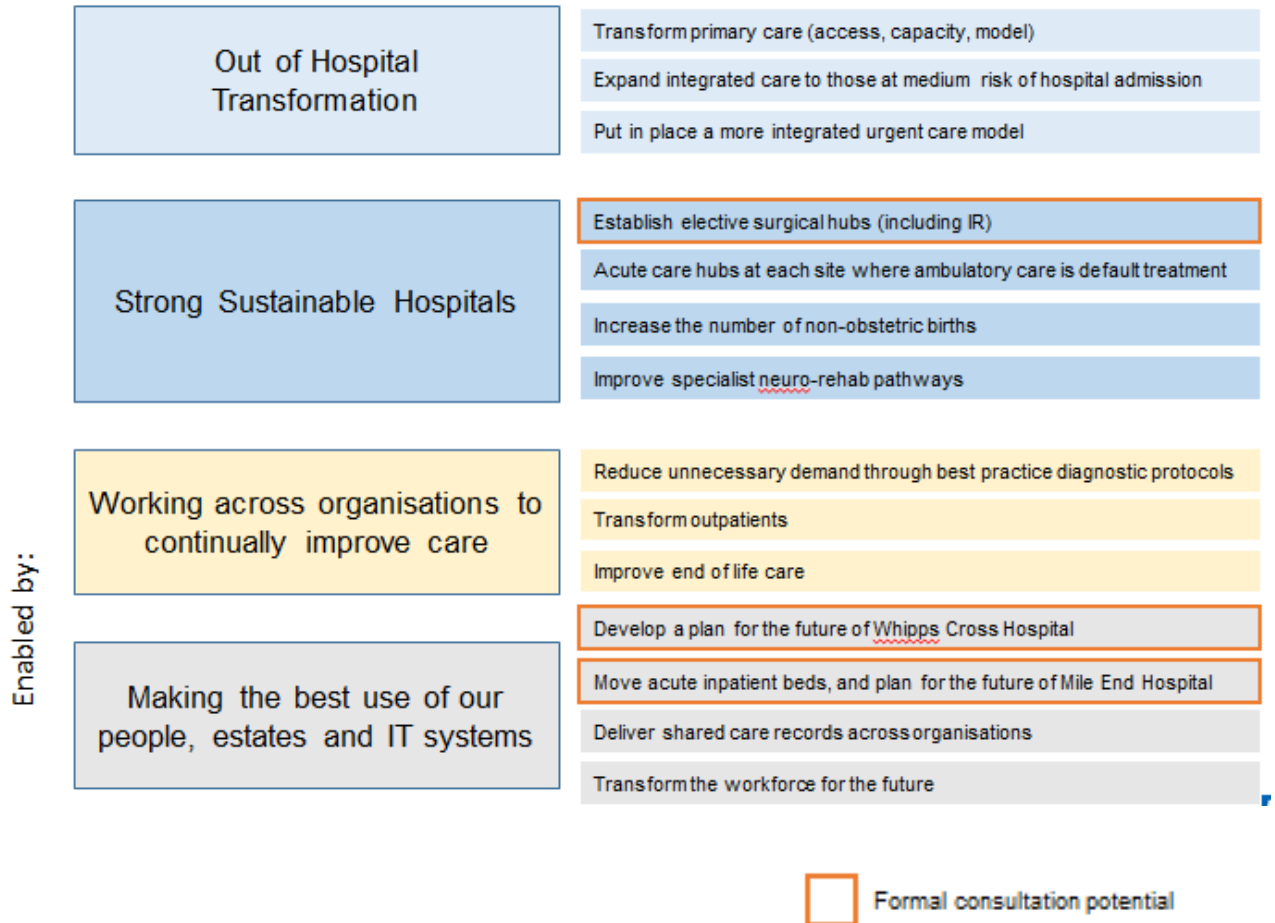 Out of Hospital
Transformation
Transform primary care (access, capacity, model)
Expand integrated care to those at medium risk of hospital admission
Put in place a more integrated urgent care model
Strong Sustainable Hospitals
Establish elective surgical hubs (including IR)
Acute care hubs at each site where ambulatory care is default treatment
Increase the number of non-obstetric births
Improve specialist neuro-rehab pathways
Enabled by:
Working across organisations to
continually improve care
Reduce unnecessary demand through best practice diagnostic protocols
Transform outpatients
Improve end of life care
Making the best use of our
people, estates and IT systems
Develop a plan for the future of Whipps Cross Hospital
Move acute inpatient beds, and plan for the future of Mile End Hospital
Deliver shared care records across organisations
Transform the workforce for the future
Formal consultation potential